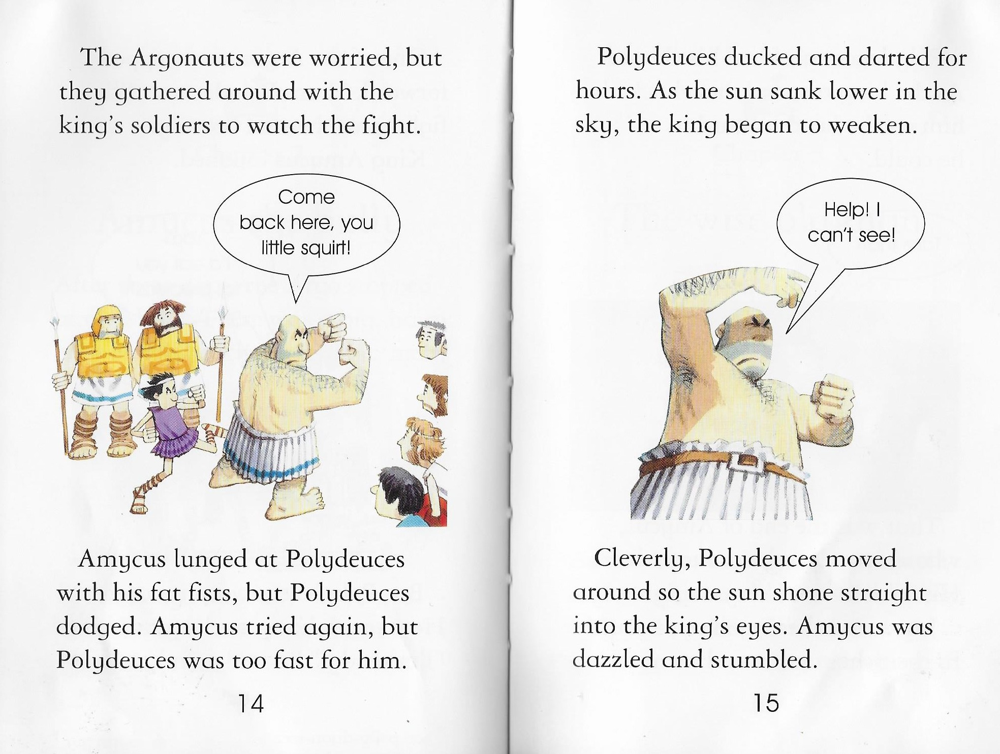 The Argonauts were worried, but
they gathered around with the
king's soldiers to watch the fight.
Come
back here, you
little squirt!
Amycus lunged at Polydeuces
with his fat fists, but Polydeuces
dodged. Amycus tried again, but
Polydeuces was too fast for him.
14
Polydeuces ducked and darted for
hours. As the sun sank lower in the
sky, the king began to weaken.
Help! I
can't see!
Cleverly, Polydeuces moved
around so the sun shone straight
into the king's eyes. Amycus was
dazzled and stumbled.
15